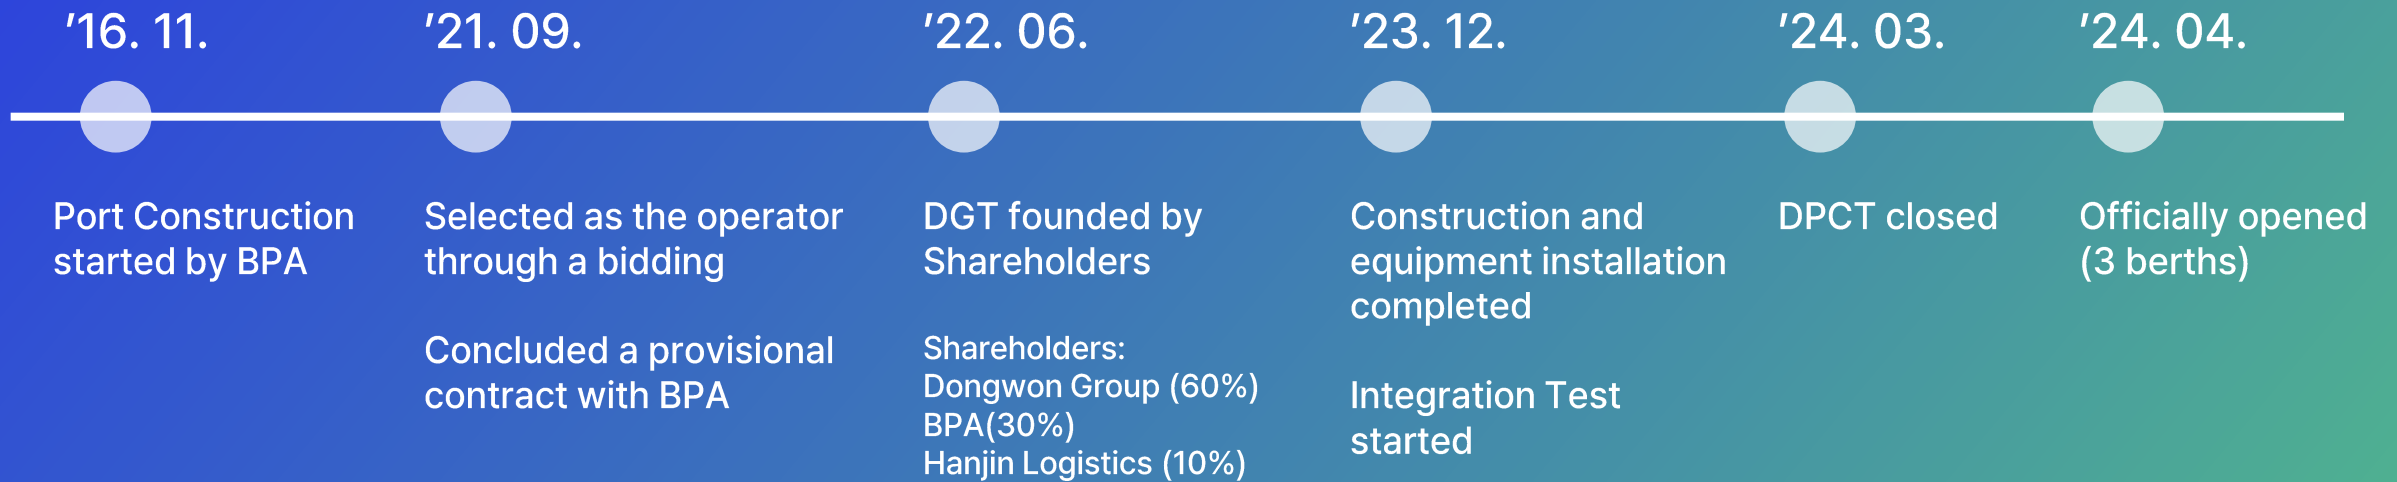 ’16. 11.
Port Construction
started by BPA
’21. 09.
Selected as the operator
through a bidding
Concluded a provisional
contract with BPA
’22. 06.
DGT founded by
Shareholders
Shareholders:
Dongwon Group (60%)
BPA(30%)
Hanjin Logistics (10%)
’23. 12.
Construction and
equipment installation
completed
Integration Test
started
’24. 03.
DPCT closed
’24. 04.
Officially opened
(3 berths)